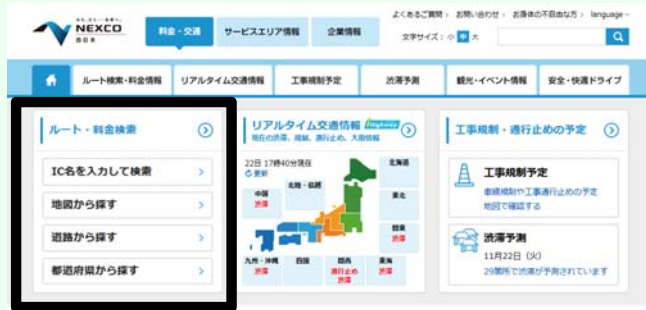 よくあるご質問 お問い合わせ お身体の不自由な方 language
みち、ひと…未来へ。
NEXCO
西日本
料金・交通 サービスエリア情報 企業情報
文字サイズ: 小 中 大
ルート検索・料金情報 リアルタイム交通情報 工事規制予定 渋滞予測 観光・イベント情報 安全・快適ドライブ
ルート・料金検索
IC名を入力して検索
地図から探す
道路から探す
都道府県から探す
リアルタイム交通情報 iHighway
現在の渋滞、規制、通行止め、大雨情報
22日 17時40分現在
更新
北海道
北陸・信越
中国
渋滞
東北
関東
渋滞
九州・沖縄
渋滞
四国
関西
通行止め
渋滞
東海
渋滞
工事規制・通行止めの予定
工事規制予定
車線規制や工事通行止めの予定
地図で確認する
渋滞予測
11月22日（火）
29箇所で渋滞が予測されています